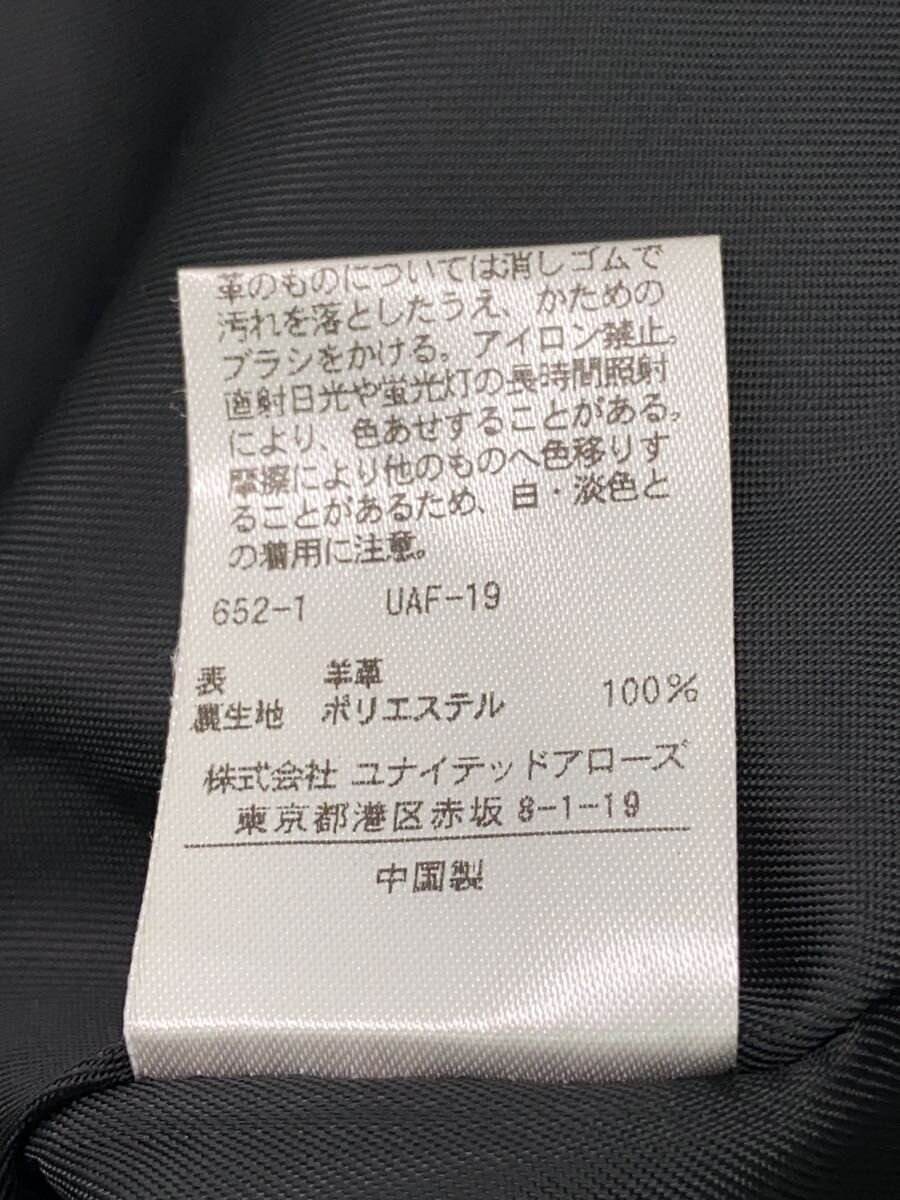 革のものについては消しゴムで
汚れを落としたうえ、かための
ブラシをかける。アイロン禁止。
直射日光や蛍光灯の長時間照射
により、色あせすることがある。
摩擦により他のものへ色移りす
ることがあるため、白・淡色と
の着用に注意。
652-1 UAF-19
表 羊革
裏生地 ポリエステル 100%
株式会社 ユナイテッドアローズ
東京都港区赤坂 8-1-19
中国製